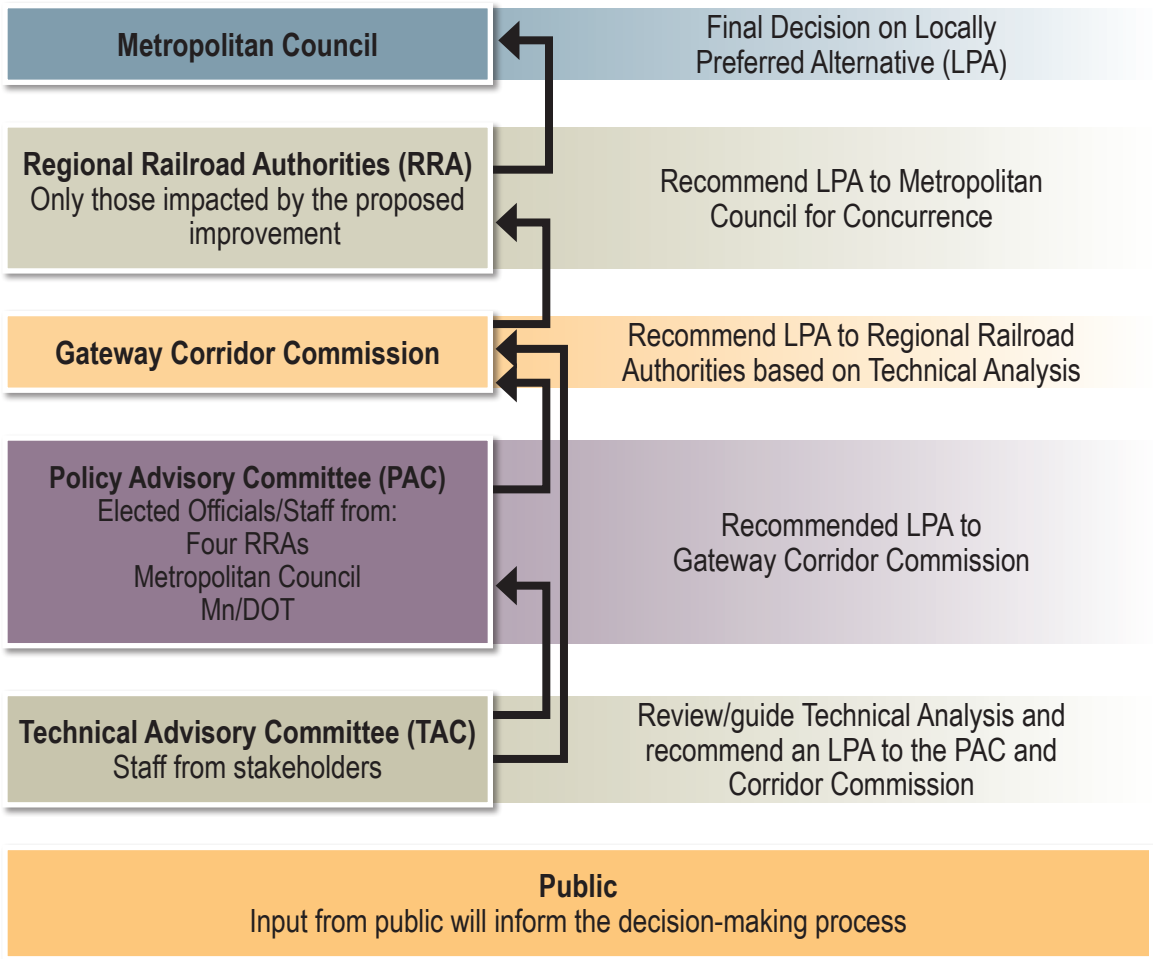 Metropolitan Council
Final Decision on Locally
Preferred Alternative (LPA)
Regional Railroad Authorities (RRA)
Only those impacted by the proposed
improvement
Recommend LPA to Metropolitan
Council for Concurrence
Gateway Corridor Commission
Recommend LPA to Regional Railroad
Authorities based on Technical Analysis
Policy Advisory Committee (PAC)
Elected Officials/Staff from:
Four RRAs
Metropolitan Council
Mn/DOT
Recommended LPA to
Gateway Corridor Commission
Technical Advisory Committee (TAC)
Staff from stakeholders
Review/guide Technical Analysis and
recommend an LPA to the PAC and
Corridor Commission
Public
Input from public will inform the decision-making process